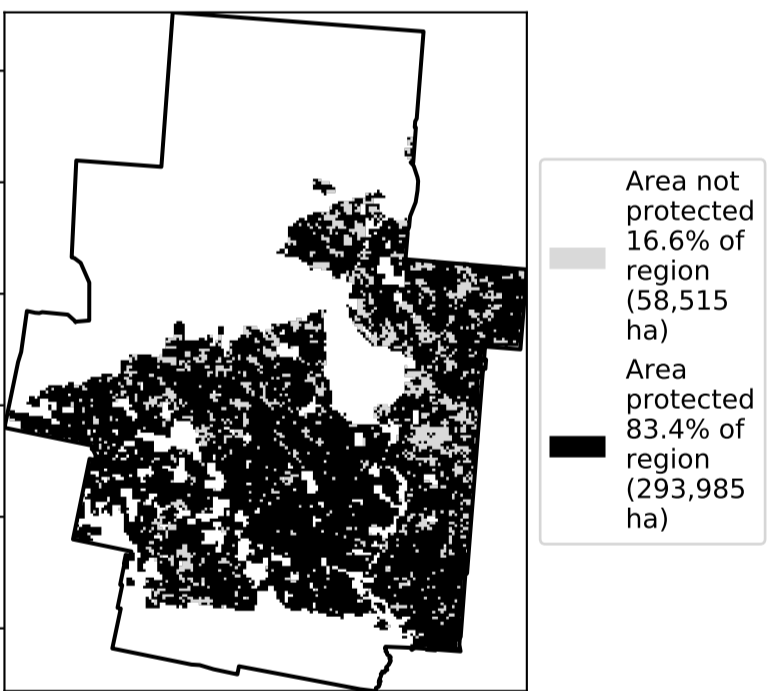 Area not
protected
16.6% of
region
(58,515
ha)
Area
protected
83.4% of
region
(293,985
ha)